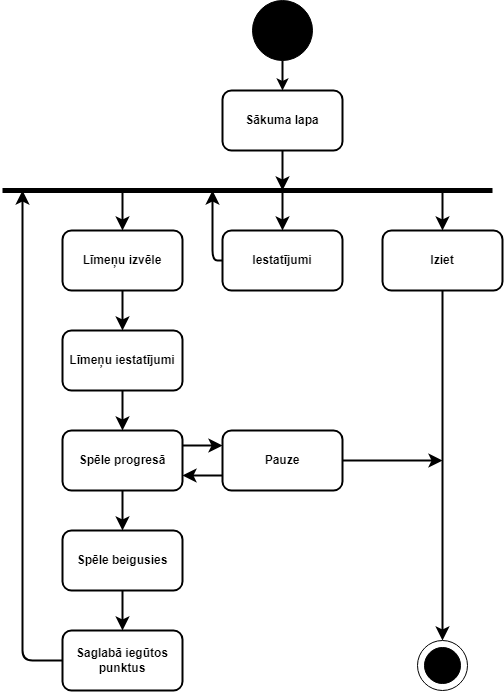 Sākuma lapa
Līmeņu izvēle
Iestatījumi
Iziet
Līmeņu iestatījumi
Spēle progresā
Pauze
Spēle beigusies
Saglabā iegūtos
punktus